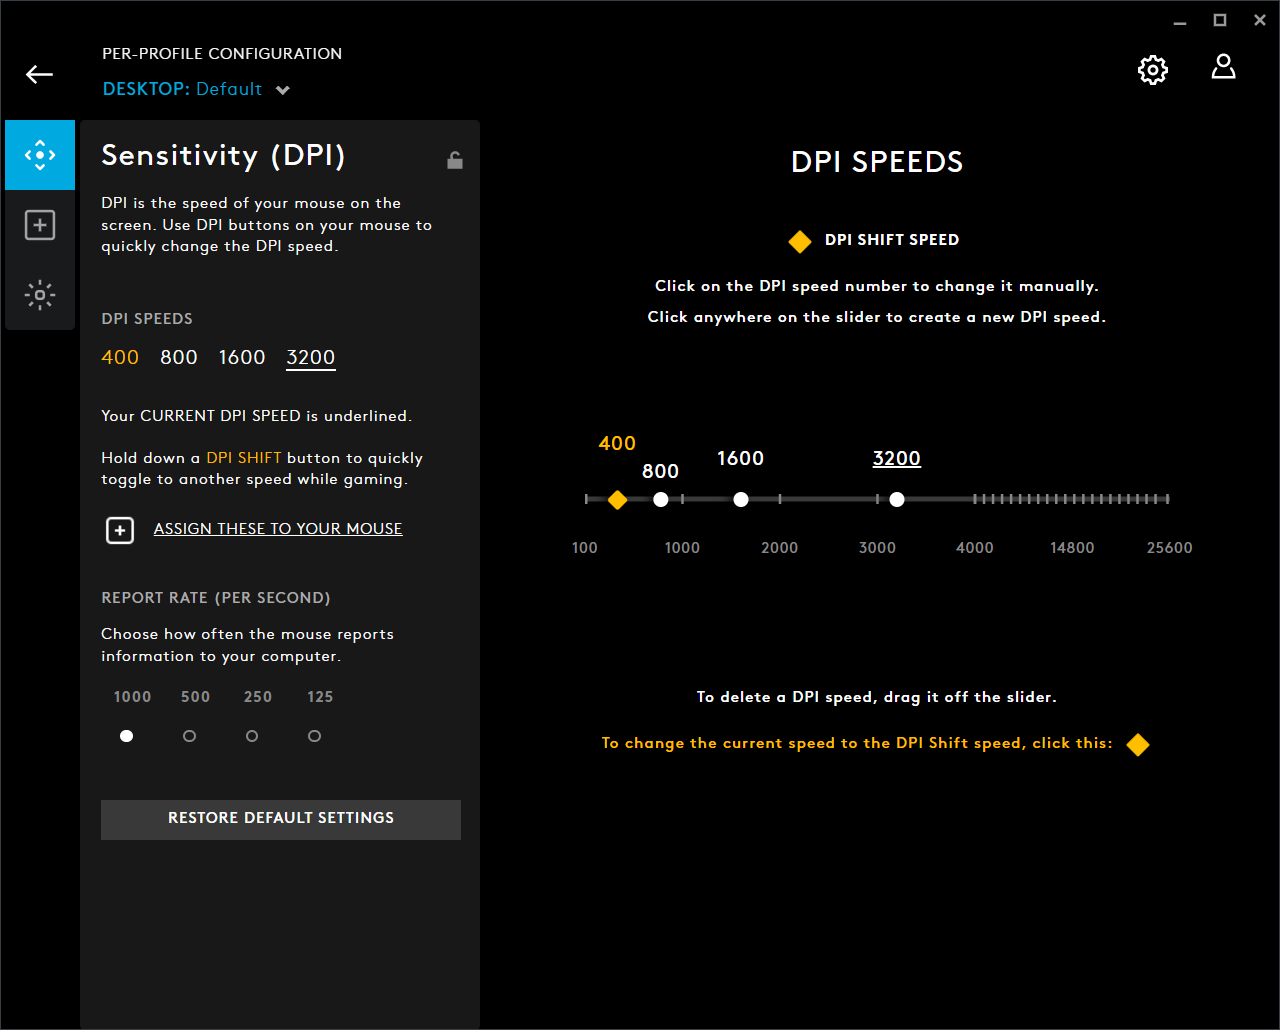 PER-PROFILE CONFIGURATION
DESKTOP: Default
Sensitivity (DPI)
DPI is the speed of your mouse on the
screen. Use DPI buttons on your mouse to
quickly change the DPI speed.
DPI SPEEDS
400 800 1600 3200
Your CURRENT DPI SPEED is underlined.
Hold down a DPI SHIFT button to quickly
toggle to another speed while gaming.
ASSIGN THESE TO YOUR MOUSE
REPORT RATE (PER SECOND)
Choose how often the mouse reports
information to your computer.
1000 500 250 125
RESTORE DEFAULT SETTINGS
DPI SPEEDS
DPI SHIFT SPEED
Click on the DPI speed number to change it manually.
Click anywhere on the slider to create a new DPI speed.
400 800 1600 3200
100 1000 2000 3000 4000 14800 25600
To delete a DPI speed, drag it off the slider.
To change the current speed to the DPI Shift speed, click this: